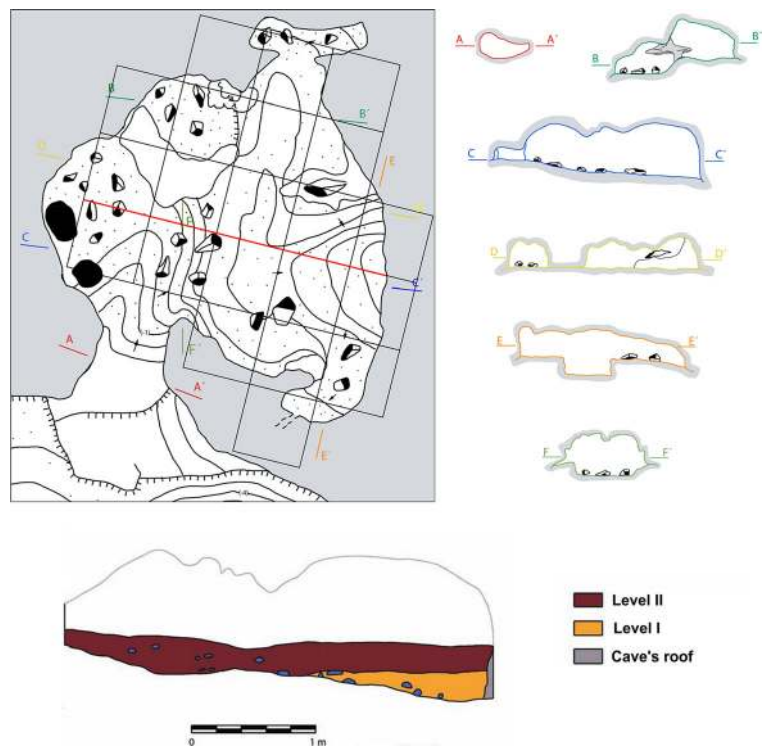 A A´
B B´
C C´
D D´
E E´
F F´
B
B´
D
E
F
C
A
F´
A´
E´
Level II
Level I
Cave's roof
0 1 m